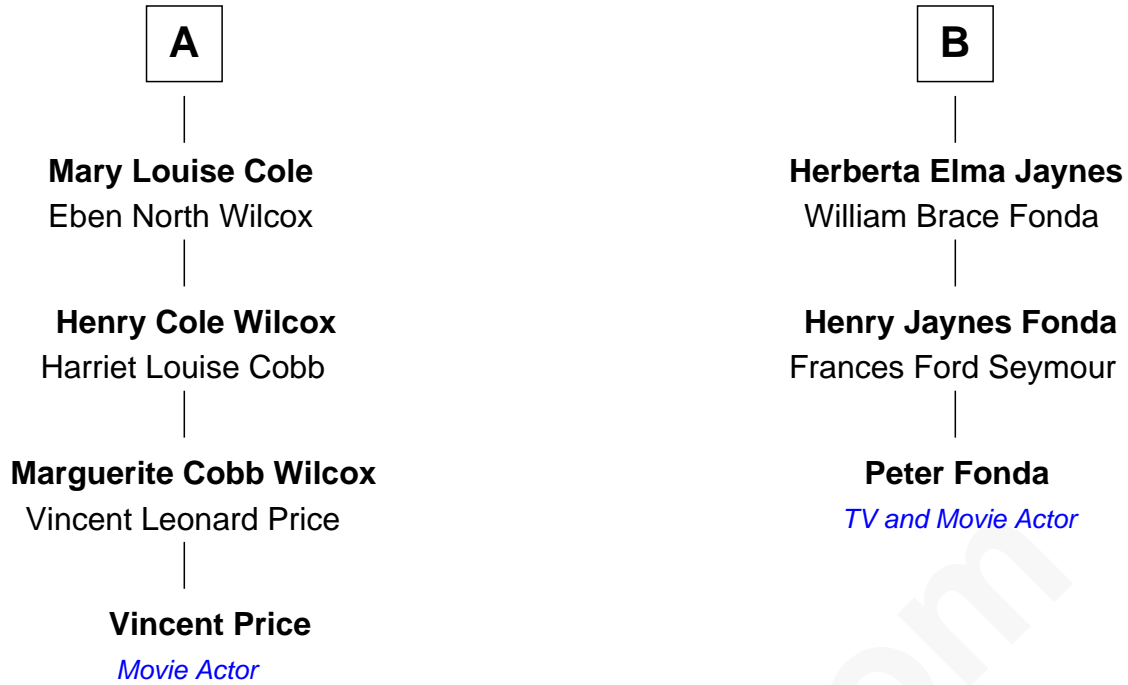 A
Mary Louise Cole
Eben North Wilcox
Henry Cole Wilcox
Harriet Louise Cobb
Marguerite Cobb Wilcox
Vincent Leonard Price
Vincent Price
Movie Actor
B
Herberta Elma Jaynes
William Brace Fonda
Henry Jaynes Fonda
Frances Ford Seymour
Peter Fonda
TV and Movie Actor
om